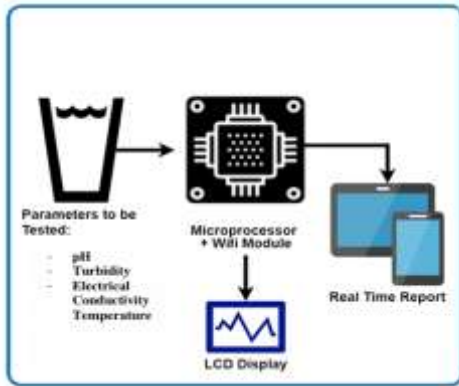 Parameters to be
Tested:
- pH
- Turbidity
- Electrical
Conductivity
Temperature
Microprocessor
+ Wifi Module
LCD Display
Real Time Report